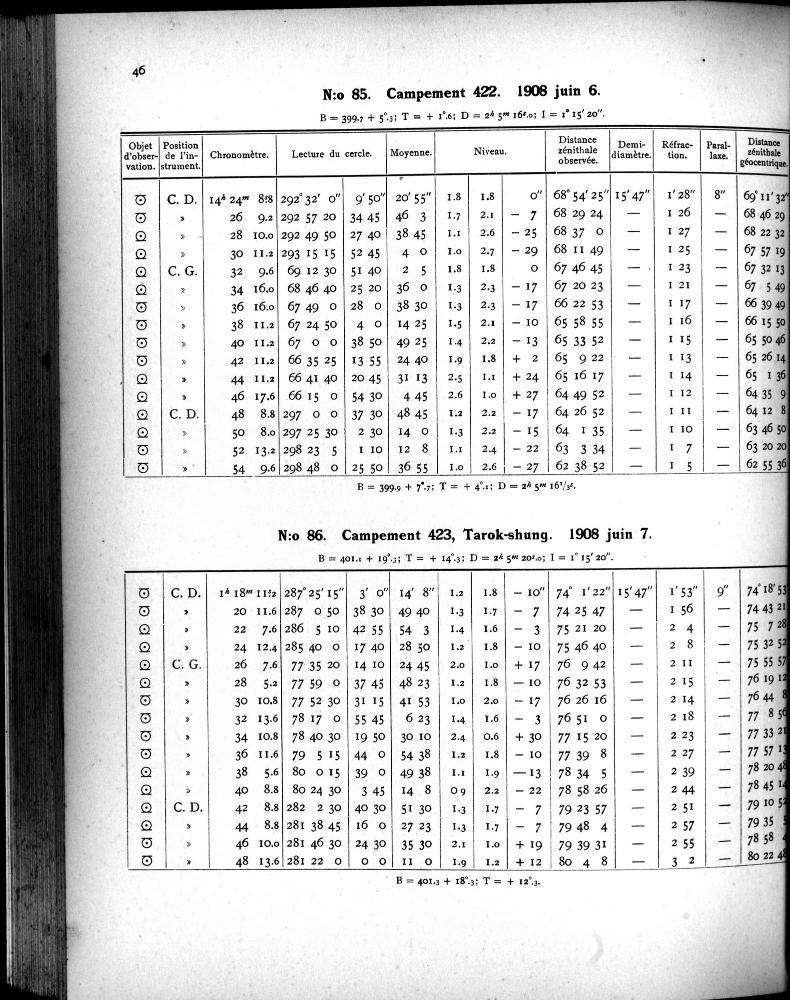 46
N:o 85. Campement 422. 1908 juin 6.
B = 399.7 + 5°.3; T = + 1°.6; D = 2h 5m 16s.0; I = 1° 15' 20".
Objet d'observation. Position de l'instrument. Chronomètre. Lecture du cercle. Moyenne. Niveau. Distance zénithale observée. Demi-diamètre. Réfraction. Parallaxe. Distance zénithale géocentrique.
C. D. 14h 24m 8s8 292° 32' 0" 9' 50" 20' 55" 1.8 1.8 0" 68° 54' 25" 15' 47" 1' 28" 8" 69° 11' 32"
» 26 9.2 292 57 20 34 45 46 3 1.7 2.1 — 7 68 29 24 — 1 26 — 68 46 29
» 28 10.0 292 49 50 27 40 38 45 1.1 2.6 — 25 68 37 0 — 1 27 — 68 22 32
» 30 11.2 293 15 15 52 45 4 0 1.0 2.7 — 29 68 11 49 — 1 25 — 67 57 19
C. G. 32 9.6 69 12 30 51 40 2 5 1.8 1.8 0 67 46 45 — 1 23 — 67 32 13
» 34 16.0 68 46 40 25 20 36 0 1.3 2.3 — 17 67 20 23 — 1 21 — 67 5 49
» 36 16.0 67 49 0 28 0 38 30 1.3 2.3 — 17 66 22 53 — 1 17 — 66 39 49
» 38 11.2 67 24 50 4 0 14 25 1.5 2.1 — 10 65 58 55 — 1 16 — 66 15 50
» 40 11.2 67 0 0 38 50 49 25 1.4 2.2 — 13 65 33 52 — 1 15 — 65 50 46
» 42 11.2 66 35 25 13 55 24 40 1.9 1.8 + 2 65 9 22 — 1 13 — 65 26 14
» 44 11.2 66 41 40 20 45 31 13 2.5 1.1 + 24 65 16 17 — 1 14 — 65 1 36
» 46 17.6 66 15 0 54 30 4 45 2.6 1.0 + 27 64 49 52 — 1 12 — 64 35 9
C. D. 48 8.8 297 0 0 37 30 48 45 1.2 2.2 — 17 64 26 52 — 1 11 — 64 12 8
» 50 8.0 297 25 30 2 30 14 0 1.3 2.2 — 15 64 1 35 — 1 10 — 63 46 50
» 52 13.2 298 23 5 1 10 12 8 1.1 2.4 — 22 63 3 34 — 1 7 — 63 20 20
» 54 9.6 298 48 0 25 50 36 55 1.0 2.6 — 27 62 38 52 — 1 5 — 62 55 36
B = 399.9 + 7°.7; T = + 4°.1; D = 2h 5m 16²/3s.
N:o 86. Campement 423, Tarok-shung. 1908 juin 7.
B = 401.1 + 19°.3; T = + 14°.3; D = 2h 5m 20s.0; I = 1° 15' 20".
C. D. 1h 18m 11s2 287° 25' 15" 3' 0" 14' 8" 1.2 1.8 — 10" 74° 1' 22" 15' 47" 1' 53" 9" 74° 18' 53
» 20 11.6 287 0 50 38 30 49 40 1.3 1.7 — 7 74 25 47 — 1 56 — 74 43 21
» 22 7.6 286 5 10 42 55 54 3 1.4 1.6 — 3 75 21 20 2 4 — 75 7 28
» 24 12.4 285 40 0 17 40 28 50 1.2 1.8 — 10 75 46 40 — 2 8 — 75 32 52
C. G. 26 7.6 77 35 20 14 10 24 45 2.0 1.0 + 17 76 9 42 — 2 11 — 75 55 57
» 28 5.2 77 59 0 37 45 48 23 1.2 1.8 — 10 76 32 53 — 2 15 — 76 19 12
» 30 10.8 77 52 30 31 15 41 53 1.0 2.0 — 17 76 26 16 — 2 14 — 76 44 8
» 32 13.6 78 17 0 55 45 6 23 1.4 1.6 — 3 76 51 0 — 2 18 — 77 8 56
» 34 10.8 78 40 30 19 50 30 10 2.4 0.6 + 30 77 15 20 — 2 23 — 77 33 21
» 36 11.6 79 5 15 44 0 54 38 1.2 1.8 — 10 77 39 8 — 2 27 — 77 57 13
» 38 5.6 80 0 15 39 0 49 38 1.1 1.9 — 13 78 34 5 — 2 39 — 78 20 48
» 40 8.8 80 24 30 3 45 14 8 0 9 2.2 — 22 78 58 26 — 2 44 — 78 45 14
C. D. 42 8.8 282 2 30 40 30 51 30 1.3 1.7 — 7 79 23 57 — 2 51 — 79 10 52
» 44 8.8 281 38 45 16 0 27 23 1.3 1.7 — 7 79 48 4 — 2 57 — 79 35
» 46 10.0 281 46 30 24 30 35 30 2.1 1.0 + 19 79 39 31 — 2 55 — 78 58
» 48 13.6 281 22 0 0 0 11 0 1.9 1.2 + 12 80 4 8 — 3 2 — 80 22 48
B = 401.3 + 18°.3; T = + 12°.3.